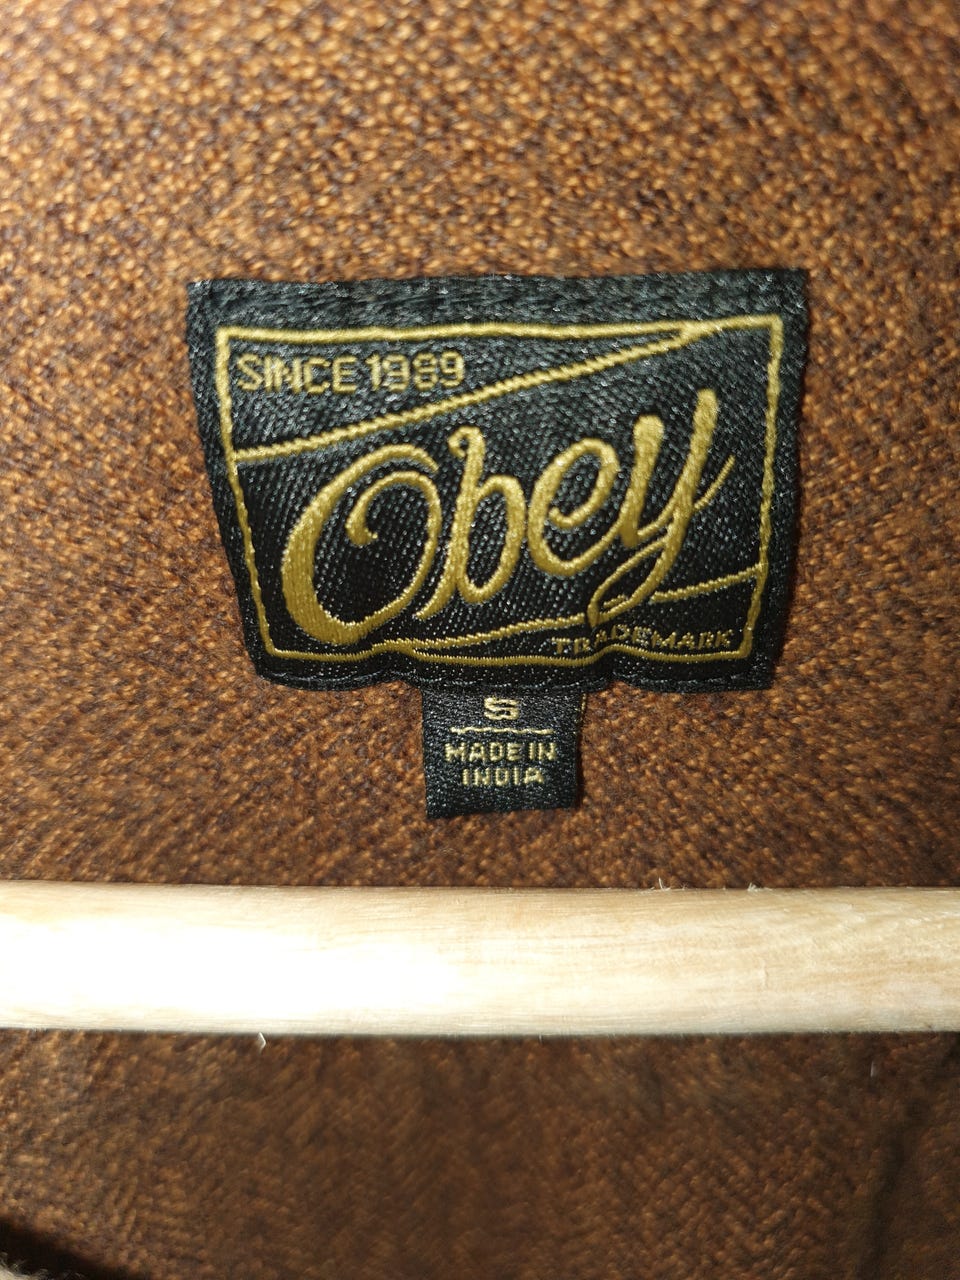 SINCE 1989
Obey
TRADEMARK
S
MADE IN
INDIA